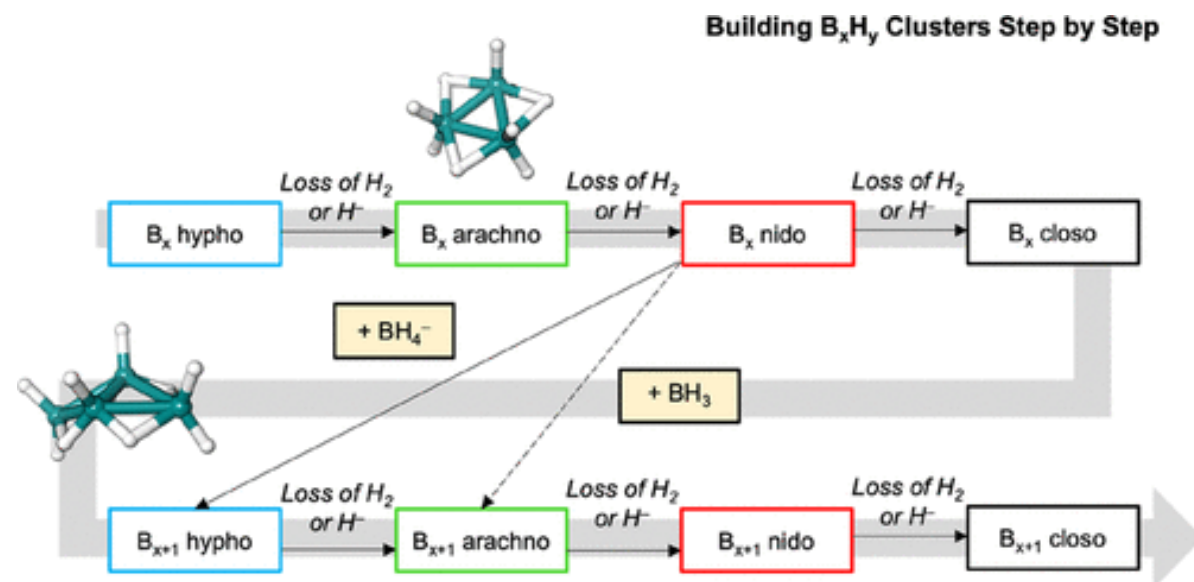 Building BₓHᵧ Clusters Step by Step
Loss of H₂
or H⁻
Loss of H₂
or H⁻
Loss of H₂
or H⁻
Bₓ hypho
Bₓ arachno
Bₓ nido
Bₓ closo
+ BH₄⁻
+ BH₃
Loss of H₂
or H⁻
Loss of H₂
or H⁻
Loss of H₂
or H⁻
Bₓ₊₁ hypho
Bₓ₊₁ arachno
Bₓ₊₁ nido
Bₓ₊₁ closo